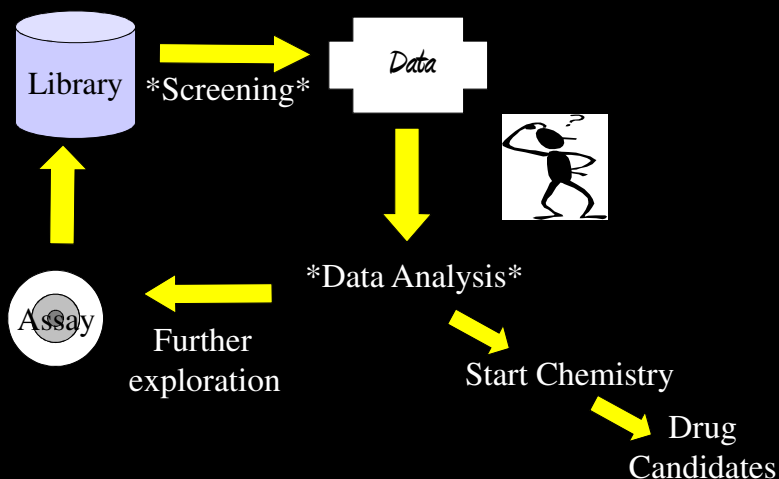 Library
*Screening*
Data
?
*Data Analysis*
Assay
Further
exploration
Start Chemistry
Drug
Candidates